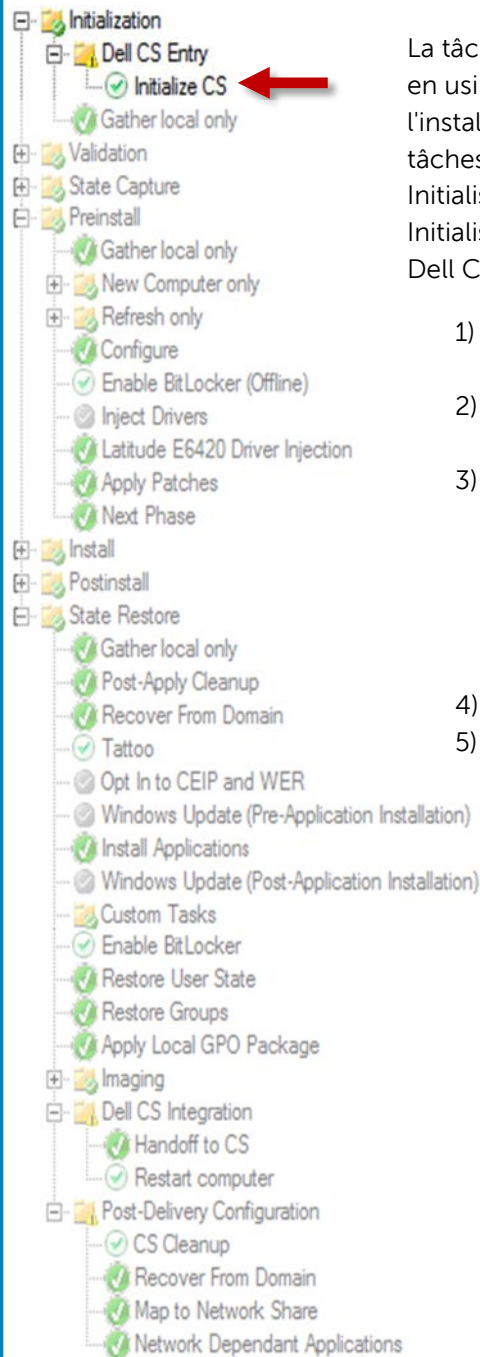 Initialization
Dell CS Entry
Initialize CS
Gather local only
Validation
State Capture
Preinstall
Gather local only
New Computer only
Refresh only
Configure
Enable BitLocker (Offline)
Inject Drivers
Latitude E6420 Driver Injection
Apply Patches
Next Phase
Install
Postinstall
State Restore
Gather local only
Post-Apply Cleanup
Recover From Domain
Tattoo
Opt In to CEIP and WER
Windows Update (Pre-Application Installation)
Install Applications
Windows Update (Post-Application Installation)
Custom Tasks
Enable BitLocker
Restore User State
Restore Groups
Apply Local GPO Package
Imaging
Dell CS Integration
Handoff to CS
Restart computer
Post-Delivery Configuration
CS Cleanup
Recover From Domain
Map to Network Share
Network Dependant Applications
La tâc
en usi
l'instal
tâches
Initialis
Initialis
Dell C
1)
2)
3)
4)
5)